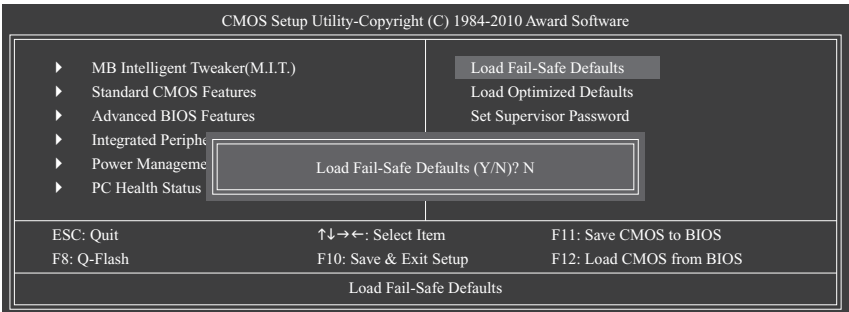 CMOS Setup Utility-Copyright (C) 1984-2010 Award Software
MB Intelligent Tweaker(M.I.T.)
Standard CMOS Features
Advanced BIOS Features
Integrated Periphe
Power Manageme
PC Health Status
Load Fail-Safe Defaults
Load Optimized Defaults
Set Supervisor Password
Load Fail-Safe Defaults (Y/N)? N
ESC: Quit
↑↓→←: Select Item
F11: Save CMOS to BIOS
F8: Q-Flash
F10: Save & Exit Setup
F12: Load CMOS from BIOS
Load Fail-Safe Defaults